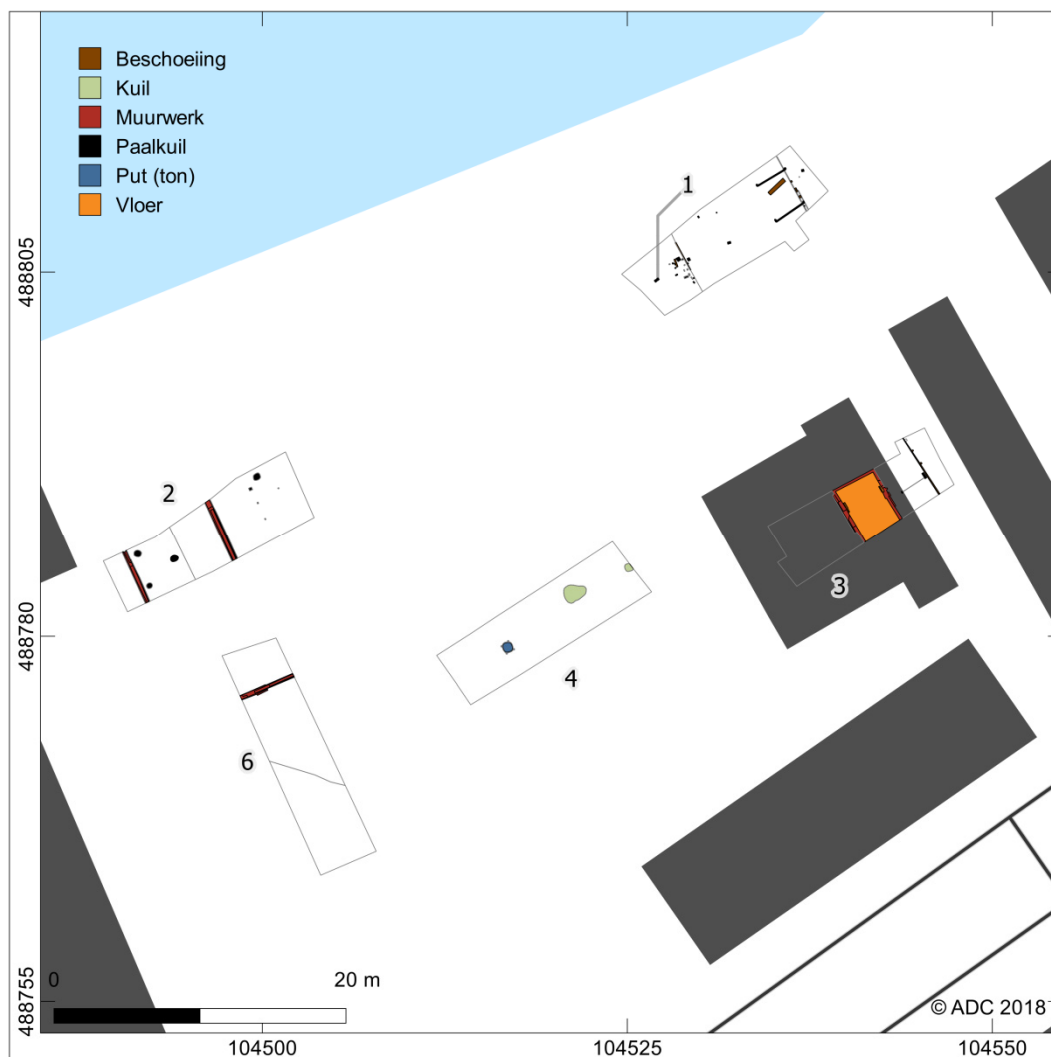 Beschoeiing
Kuil
Muurwerk
Paalkuil
Put (ton)
Vloer
1
488805
2
3
488780
4
6
488755
0 20 m
© ADC 2018
104500 104525 104550